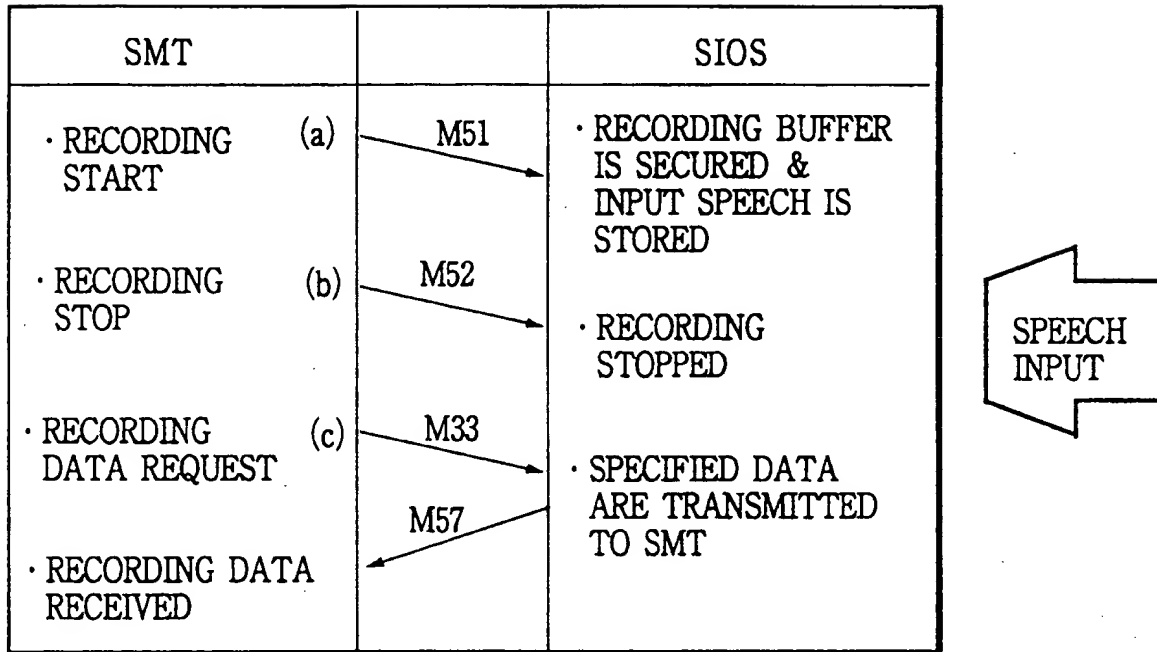 SMT
SIOS
· RECORDING START
(a)
M51
· RECORDING BUFFER
IS SECURED &
INPUT SPEECH IS
STORED
· RECORDING
STOP
(b)
M52
· RECORDING
STOPPED
SPEECH
INPUT
· RECORDING
DATA REQUEST
(c)
M33
· SPECIFIED DATA
ARE TRANSMITTED
TO SMT
M57
· RECORDING DATA
RECEIVED